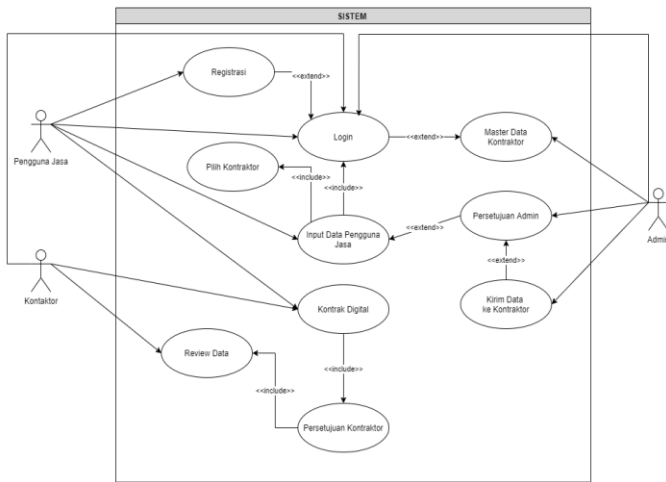 SISTEM
Registrasi
<<extend>>
Login
<<extend>>
Master Data
Kontraktor
Pengguna Jasa
Pilih Kontraktor
<<include>>
<<include>>
Persetujuan Admin
Input Data Pengguna
Jasa
<<extend>>
Admin
<<extend>>
Kontaktor
Kontrak Digital
Kirim Data
ke Kontraktor
Review Data
<<include>>
<<include>>
Persetujuan Kontraktor